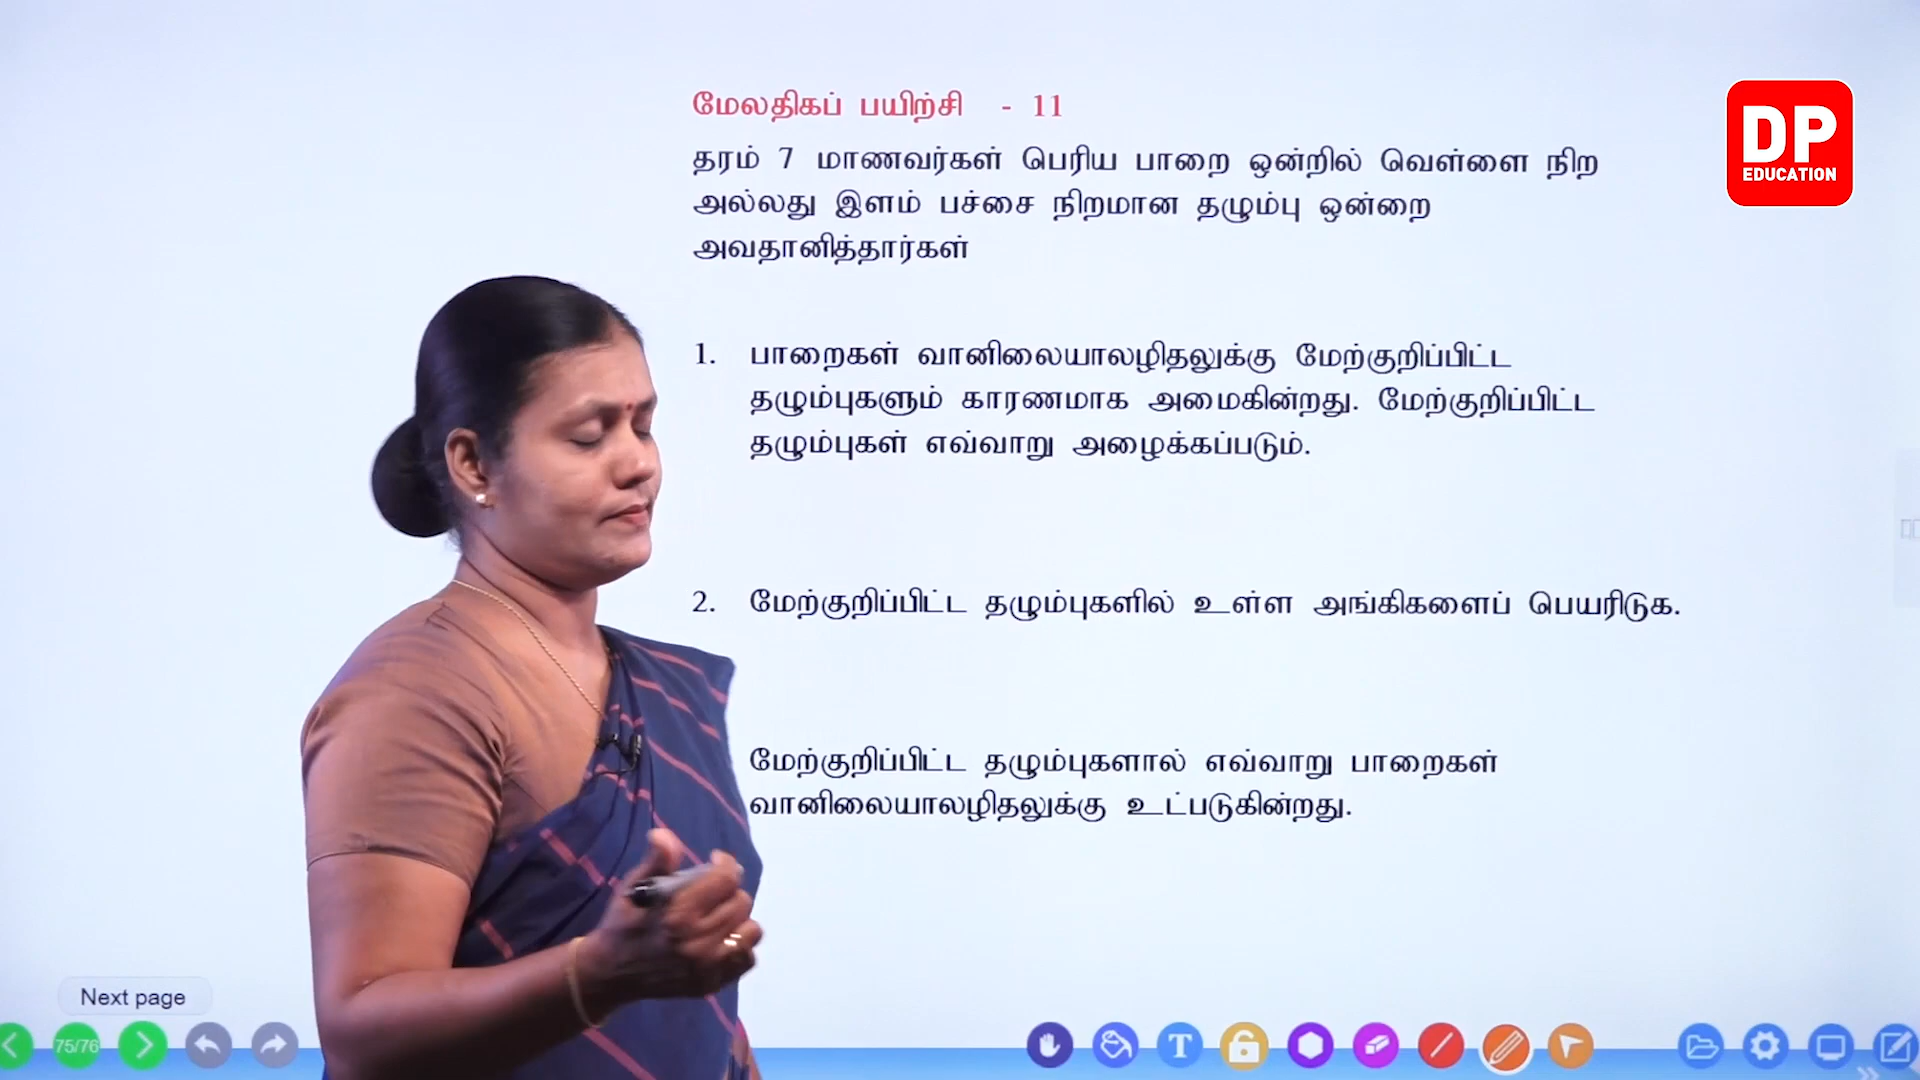 மேலதிகப் பயிற்சி - 11
தரம் 7 மாணவர்கள் பெரிய பாறை ஒன்றில் வெள்ளை நிற
அல்லது இளம் பச்சை நிறமான தழும்பு ஒன்றை
அவதானித்தார்கள்
1. பாறைகள் வானிலையாலழிதலுக்கு மேற்குறிப்பிட்ட
தழும்புகளும் காரணமாக அமைகின்றது. மேற்குறிப்பிட்ட
தழும்புகள் எவ்வாறு அழைக்கப்படும்.
2. மேற்குறிப்பிட்ட தழும்புகளில் உள்ள அங்கிகளைப் பெயரிடுக.
மேற்குறிப்பிட்ட தழும்புகளால் எவ்வாறு பாறைகள்
வானிலையாலழிதலுக்கு உட்படுகின்றது.
DP
EDUCATION
Next page
75/76
T